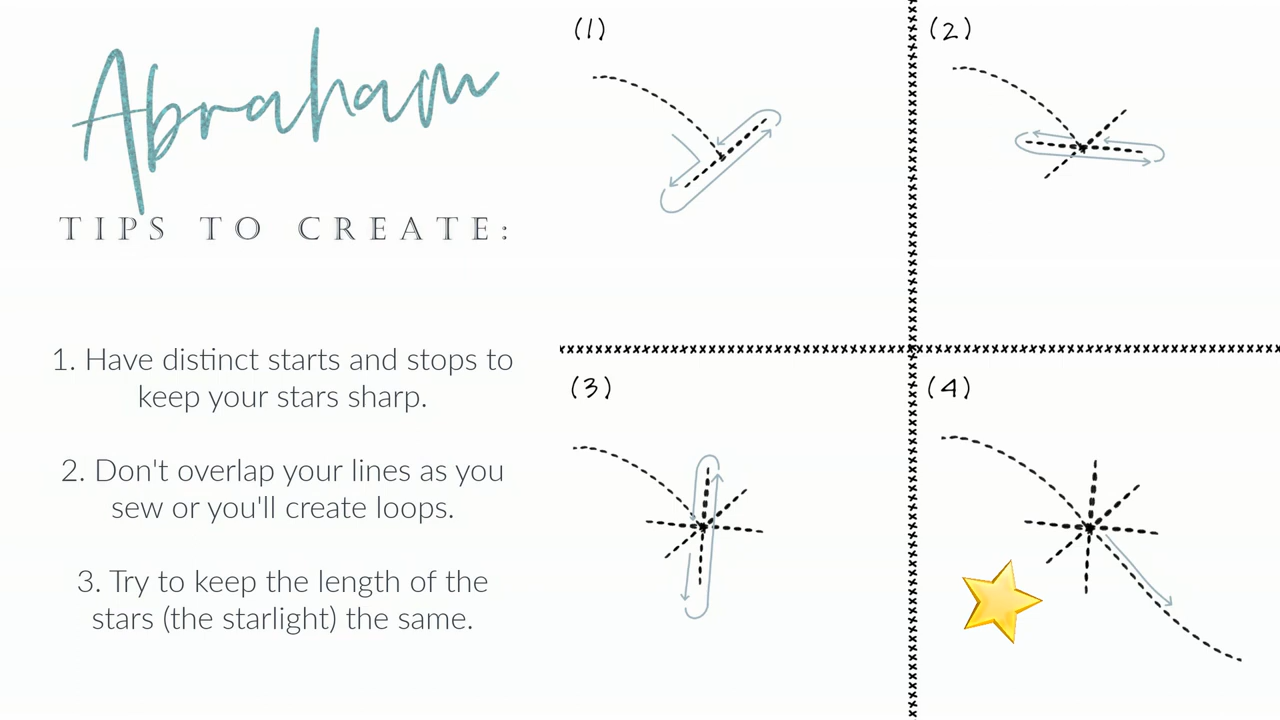 Abraham
TIPS TO CREATE:
1. Have distinct starts and stops to
keep your stars sharp.
2. Don't overlap your lines as you
sew or you'll create loops.
3. Try to keep the length of the
stars (the starlight) the same.
(1)
(2)
(3)
(4)